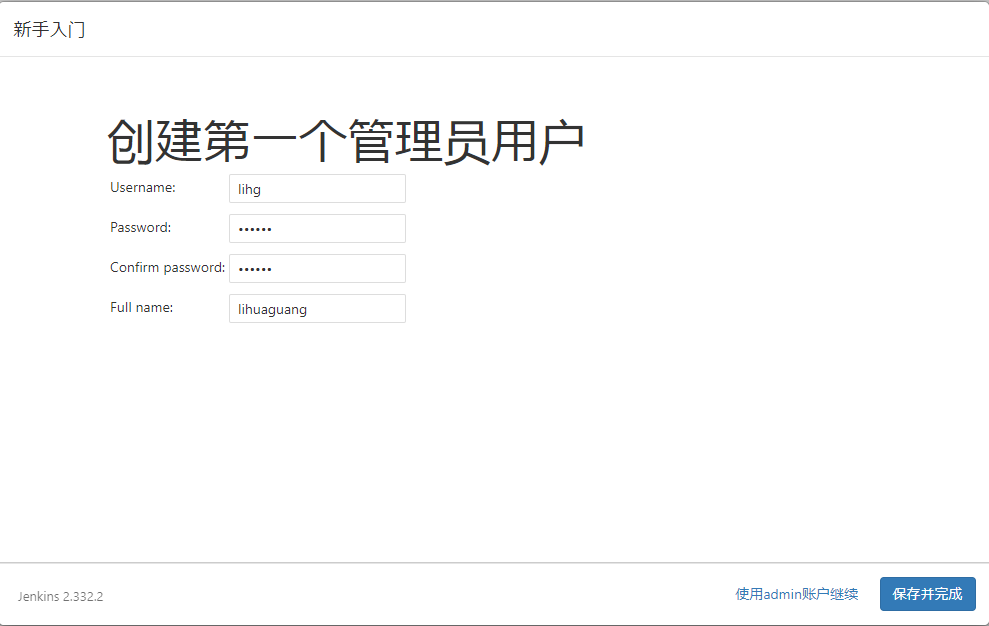 新手入门
创建第一个管理员用户
Username: lihg
Password: ••••••
Confirm password: ••••••
Full name: lihuaguang
Jenkins 2.332.2 使用admin账户继续 保存并完成